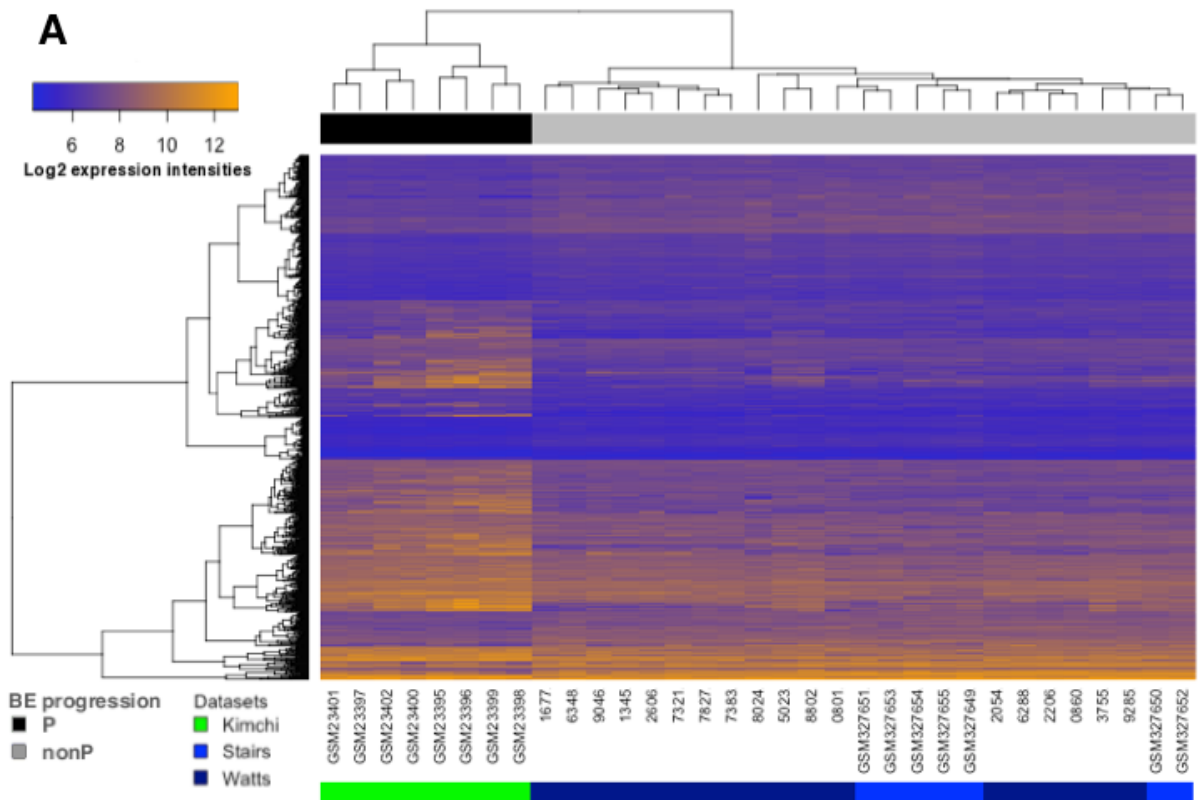 A
6 8 10 12
Log2 expression intensities
GSM23401
GSM23397
GSM23402
GSM23400
GSM23395
GSM23396
GSM23399
GSM23398
1677
6348
9046
1345
2606
7321
7827
7383
8024
5023
8802
0801
GSM327651
GSM327653
GSM327654
GSM327655
GSM327649
2054
6288
2206
0860
3755
9285
GSM327650
GSM327652
BE progression
P
nonP
Datasets
Kimchi
Stairs
Watts